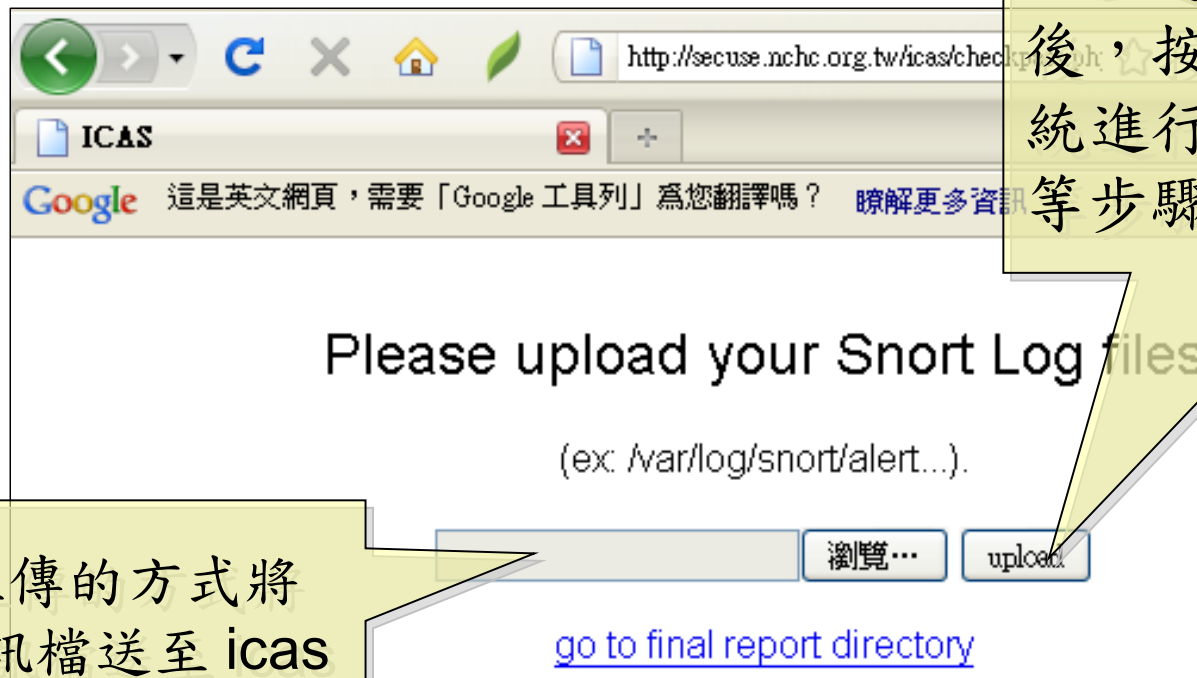 http://secuse.nchc.org.tw/icas/check
ICAS
Google 這是英文網頁，需要「Google 工具列」為您翻譯嗎？ 瞭解更多資訊
後，按
統進行
等步驟
Please upload your Snort Log files
(ex: /var/log/snort/alert...).
瀏覽… upload
傳的方式將
訊檔送至 icas
go to final report directory